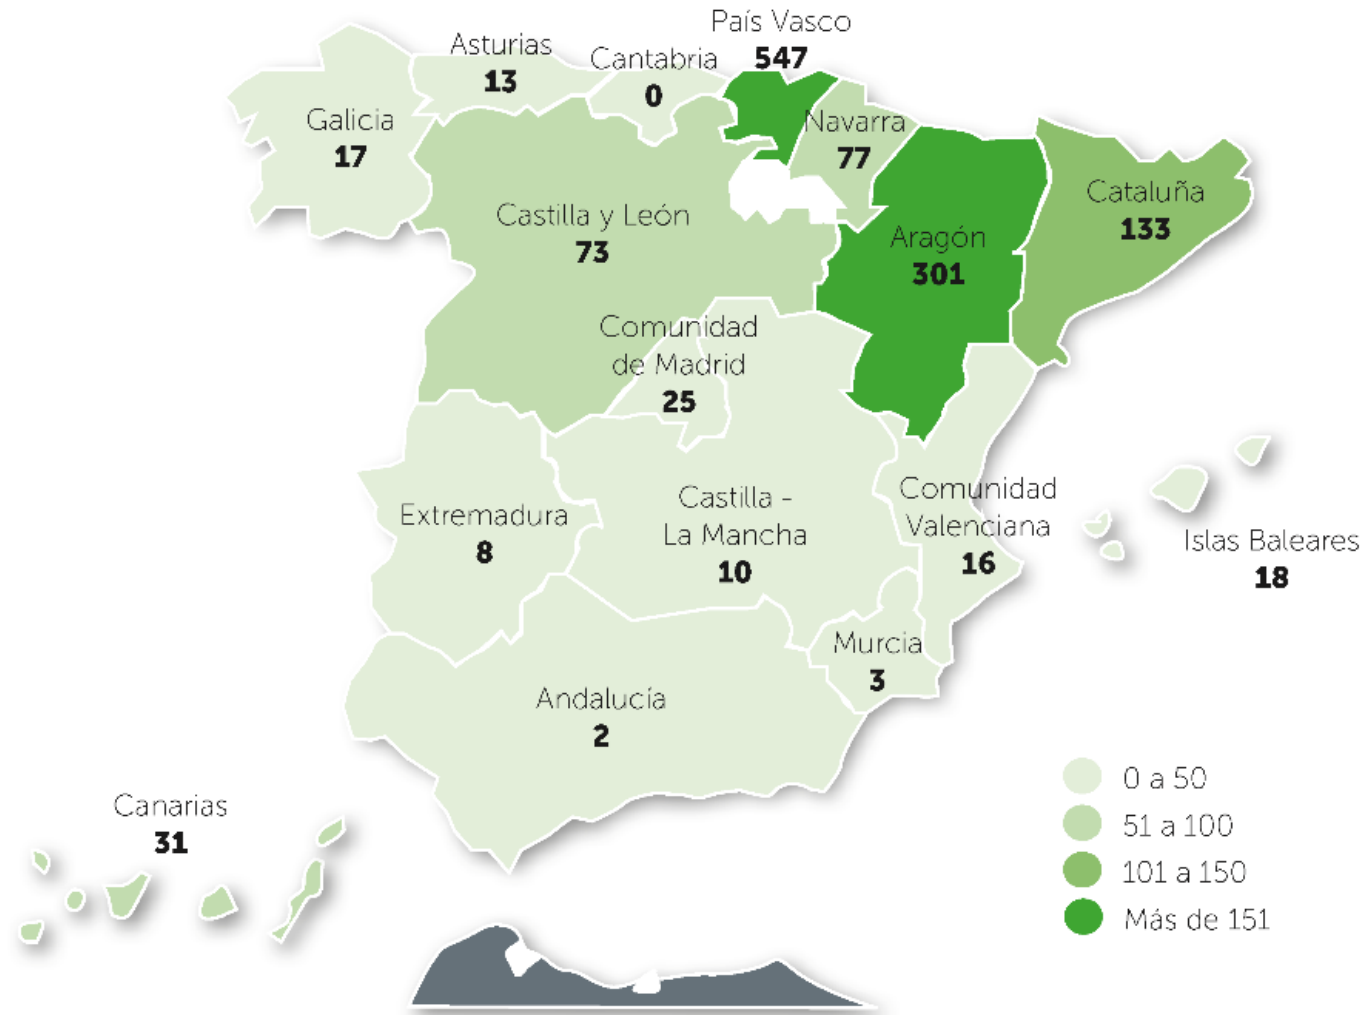 País Vasco
547
Asturias
13
Cantabria
0
Galicia
17
Navarra
77
Cataluña
133
Castilla y León
73
Aragón
301
Comunidad
de Madrid
25
Extremadura
8
Castilla -
La Mancha
10
Comunidad
Valenciana
16
Islas Baleares
18
Murcia
3
Andalucía
2
Canarias
31
0 a 50
51 a 100
101 a 150
Más de 151